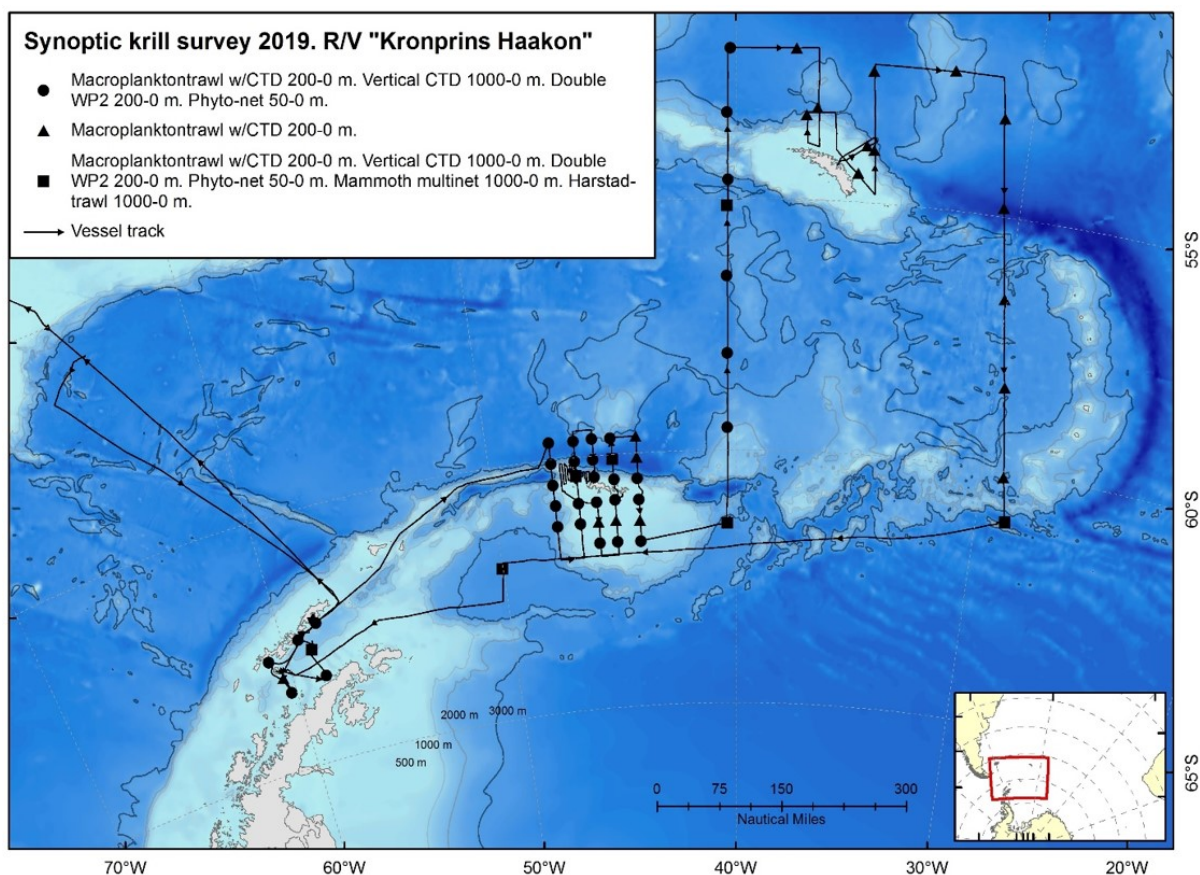 Synoptic krill survey 2019. R/V "Kronprins Haakon"
Macroplanktontrawl w/CTD 200-0 m. Vertical CTD 1000-0 m. Double
WP2 200-0 m. Phyto-net 50-0 m.
Macroplanktontrawl w/CTD 200-0 m.
Macroplanktontrawl w/CTD 200-0 m. Vertical CTD 1000-0 m. Double
WP2 200-0 m. Phyto-net 50-0 m. Mammoth multinet 1000-0 m. Harstad-
trawl 1000-0 m.
Vessel track
55°S
60°S
65°S
2000 m
3000 m
1000 m
500 m
0 75 150 300
Nautical Miles
70°W 60°W 50°W 40°W 30°W 20°W